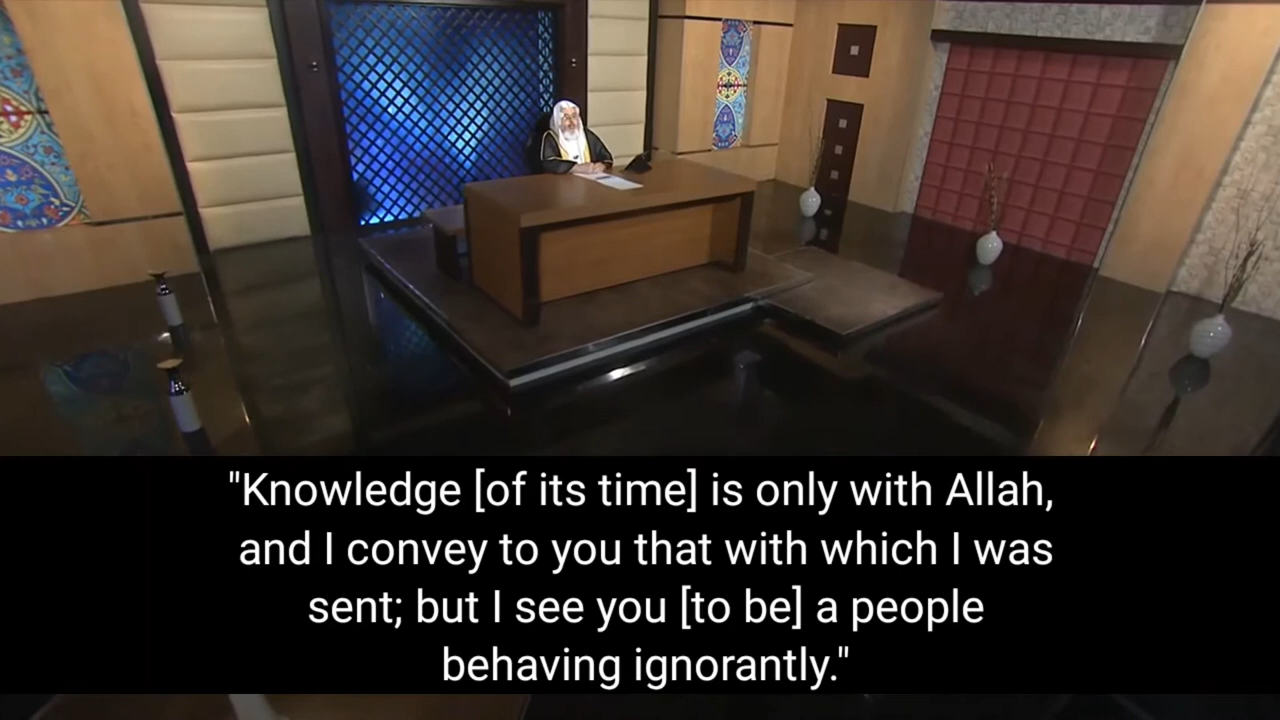 "Knowledge [of its time] is only with Allah,
and I convey to you that with which I was
sent; but I see you [to be] a people
behaving ignorantly."